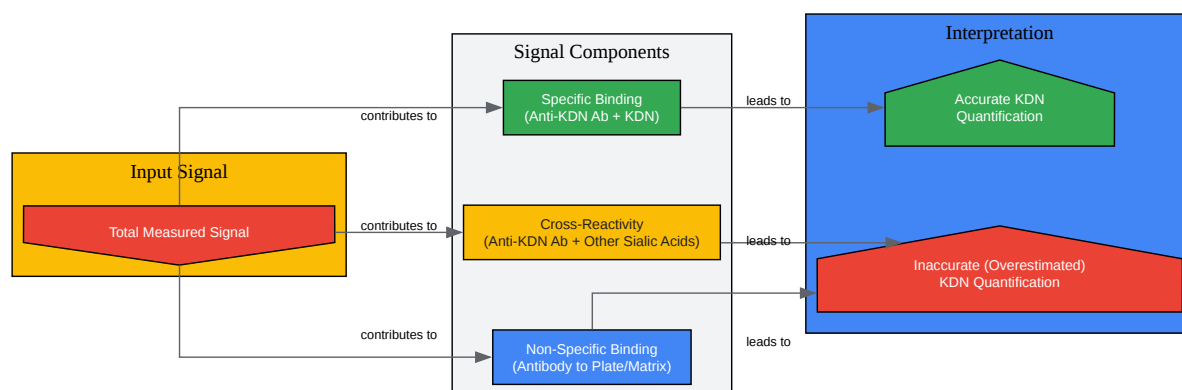 Input Signal
Total Measured Signal
contributes to
contributes to
contributes to
Signal Components
Specific Binding
(Anti-KDN Ab + KDN)
Cross-Reactivity
(Anti-KDN Ab + Other Sialic Acids)
Non-Specific Binding
(Antibody to Plate/Matrix)
leads to
leads to
leads to
Interpretation
Accurate KDN
Quantification
Inaccurate (Overestimated)
KDN Quantification